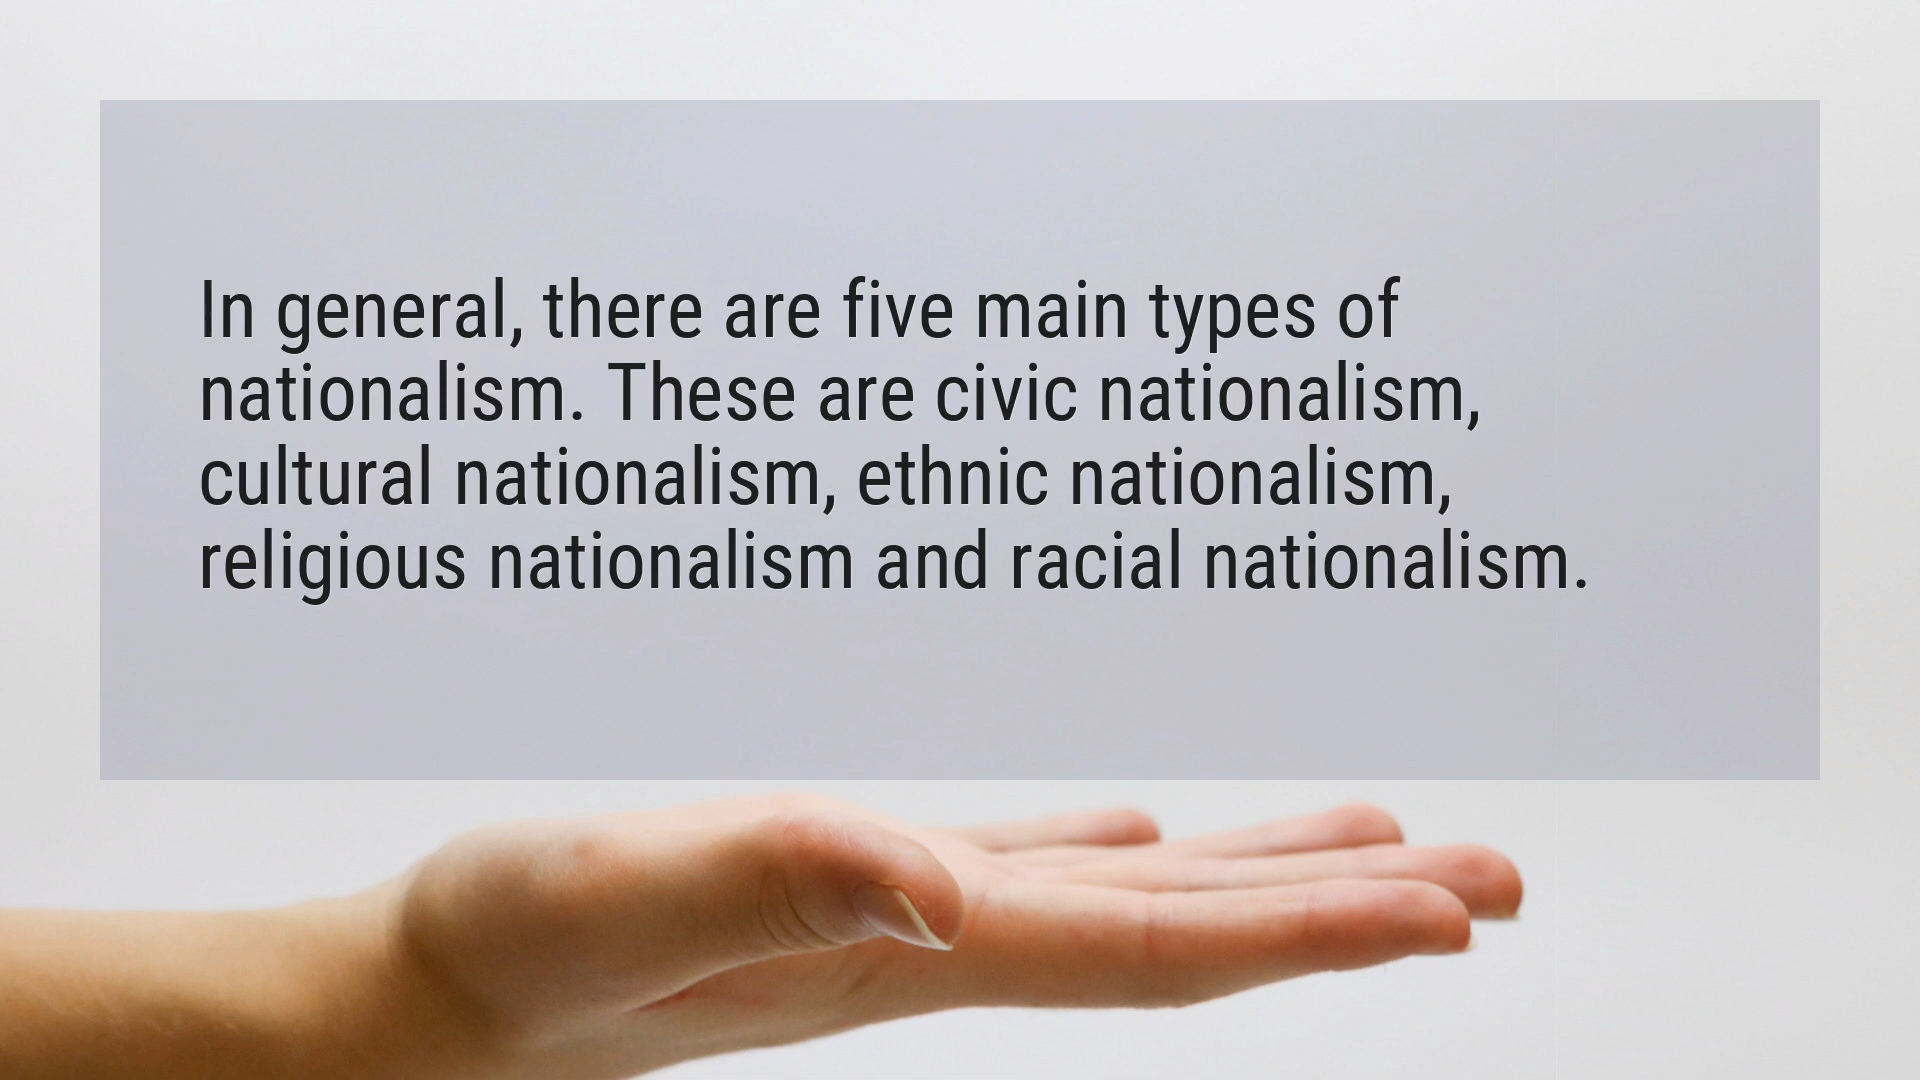 In general, there are five main types of
nationalism. These are civic nationalism,
cultural nationalism, ethnic nationalism,
religious nationalism and racial nationalism.